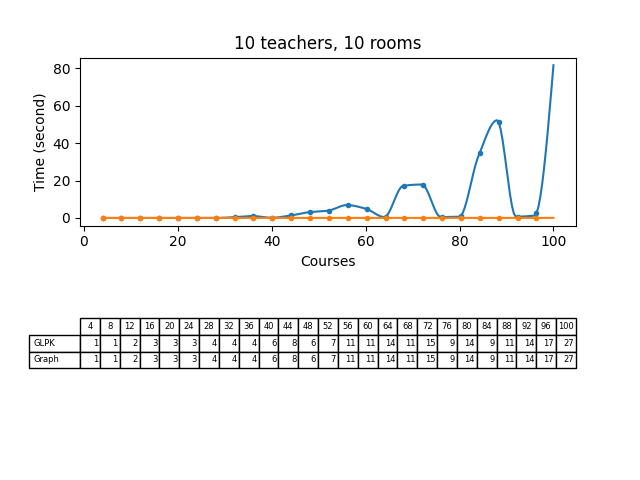 10 teachers, 10 rooms
80
60
40
20
0
Time (second)
0 20 40 60 80 100
Courses
4 8 12 16 20 24 28 32 36 40 44 48 52 56 60 64 68 72 76 80 84 88 92 96 100
GLPK 1 1 2 3 3 3 4 4 4 6 8 6 7 11 11 14 11 15 9 14 9 11 14 17 27
Graph 1 1 2 3 3 3 4 4 4 6 8 6 7 11 11 14 11 15 9 14 9 11 14 17 27